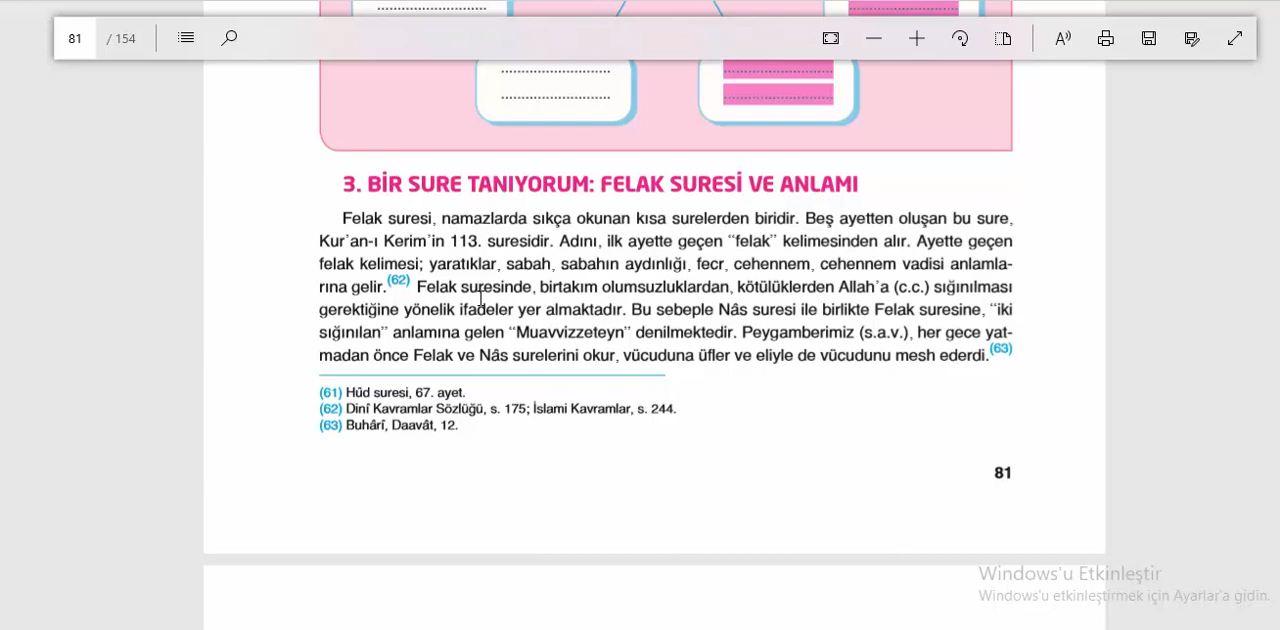 81 / 154
3. BİR SURE TANIYORUM: FELAK SURESİ VE ANLAMI
Felak suresi, namazlarda sıkça okunan kısa surelerden biridir. Beş ayetten oluşan bu sure,
Kur'an-ı Kerim'in 113. suresidir. Adını, ilk ayette geçen “felak” kelimesinden alır. Ayette geçen
felak kelimesi; yaratıklar, sabah, sabahın aydınlığı, fecr, cehennem, cehennem vadisi anlamla-
rına gelir.(62) Felak suresinde, birtakım olumsuzluklardan, kötülüklerden Allah'a (c.c.) sığınılması
gerektiğine yönelik ifadeler yer almaktadır. Bu sebeple Nâs suresi ile birlikte Felak suresine, “iki
sığınılan” anlamına gelen “Muavvizzeteyn” denilmektedir. Peygamberimiz (s.a.v.), her gece yat-
madan önce Felak ve Nâs surelerini okur, vücuduna üfler ve eliyle de vücudunu mesh ederdi.(63)
(61) Hûd suresi, 67. ayet.
(62) Dinî Kavramlar Sözlüğü, s. 175; İslami Kavramlar, s. 244.
(63) Buhârî, Daavât, 12.
81
Windows'u Etkinleştir
Windows'u etkinleştirmek için Ayarlar'a gidin.